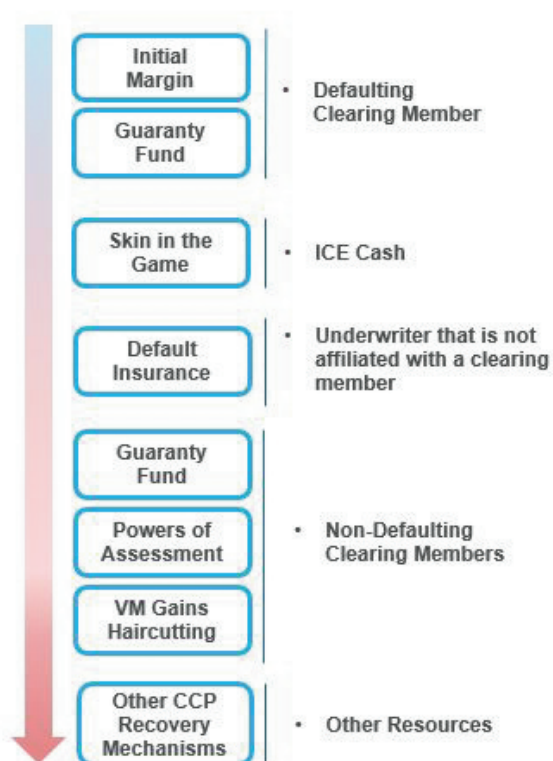 Initial
Margin
Guaranty
Fund
• Defaulting
Clearing Member
Skin in the
Game
• ICE Cash
Default
Insurance
• Underwriter that is not
affiliated with a clearing
member
Guaranty
Fund
Powers of
Assessment
VM Gains
Haircutting
• Non-Defaulting
Clearing Members
Other CCP
Recovery
Mechanisms
• Other Resources